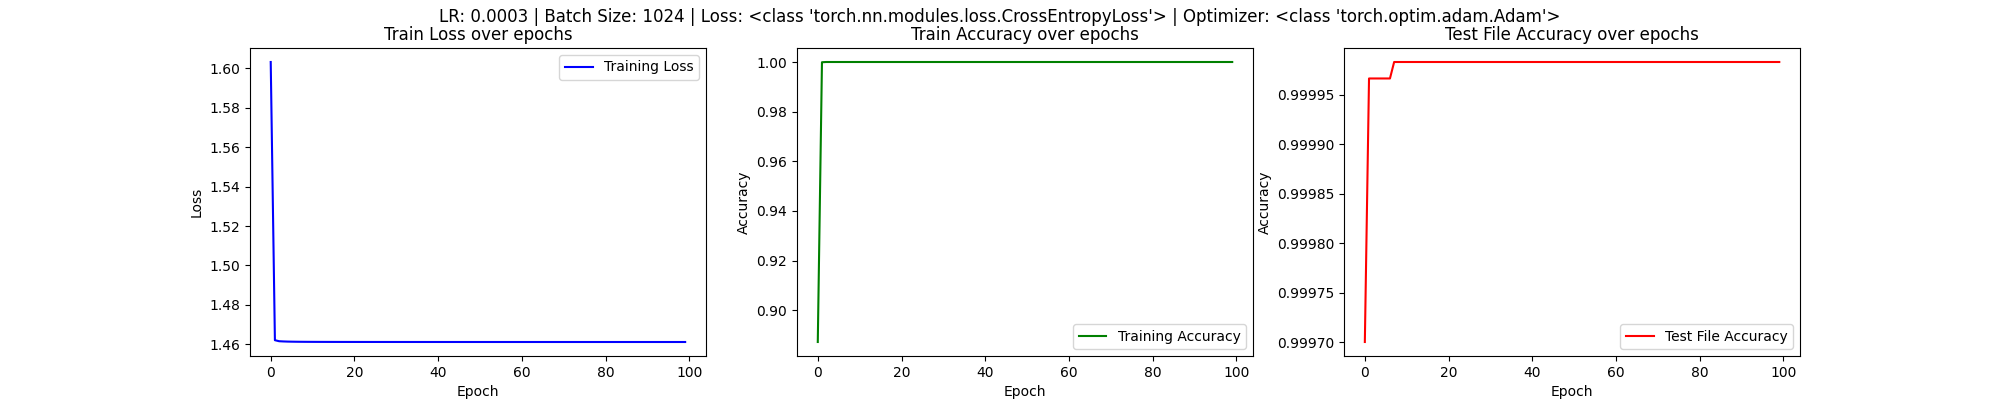 LR: 0.0003 | Batch Size: 1024 | Loss: <class 'torch.nn.modules.loss.CrossEntropyLoss'> | Optimizer: <class 'torch.optim.adam.Adam'>
Train Loss over epochs
1.60
1.58
1.56
1.54
1.52
1.50
1.48
1.46
Loss
Training Loss
0 20 40 60 80 100
Epoch
Train Accuracy over epochs
1.00
0.98
0.96
0.94
0.92
0.90
Accuracy
Training Accuracy
0 20 40 60 80 100
Epoch
Test File Accuracy over epochs
0.99995
0.99990
0.99985
0.99980
0.99975
0.99970
Accuracy
Test File Accuracy
0 20 40 60 80 100
Epoch